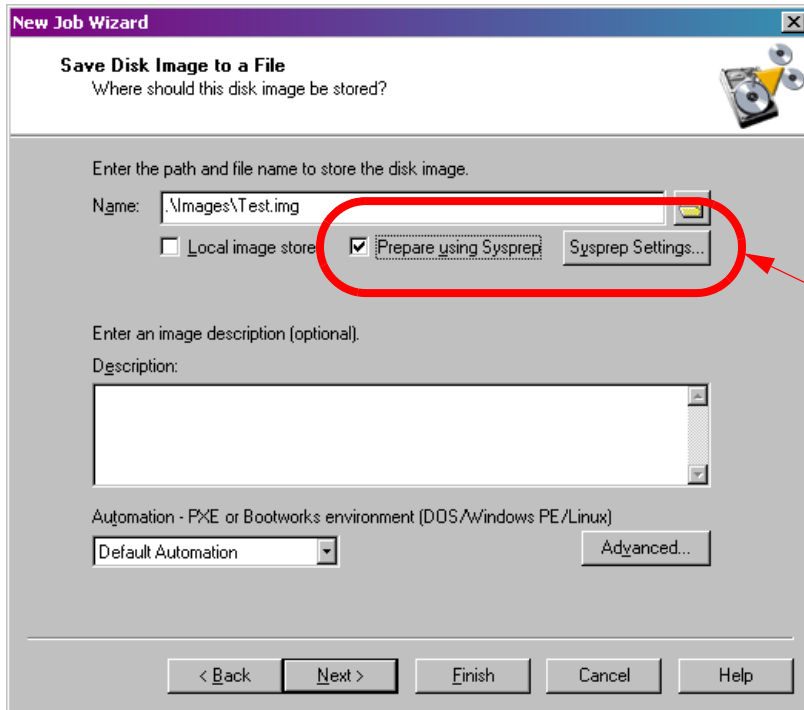 New Job Wizard
Save Disk Image to a File
Where should this disk image be stored?
Enter the path and file name to store the disk image.
Name: .\Images\Test.img
Local image store Prepare using Sysprep Sysprep Settings...
Enter an image description (optional).
Description:
Automation - PXE or Bootworks environment (DOS/Windows PE/Linux)
Default Automation Advanced...
< Back Next > Finish Cancel Help